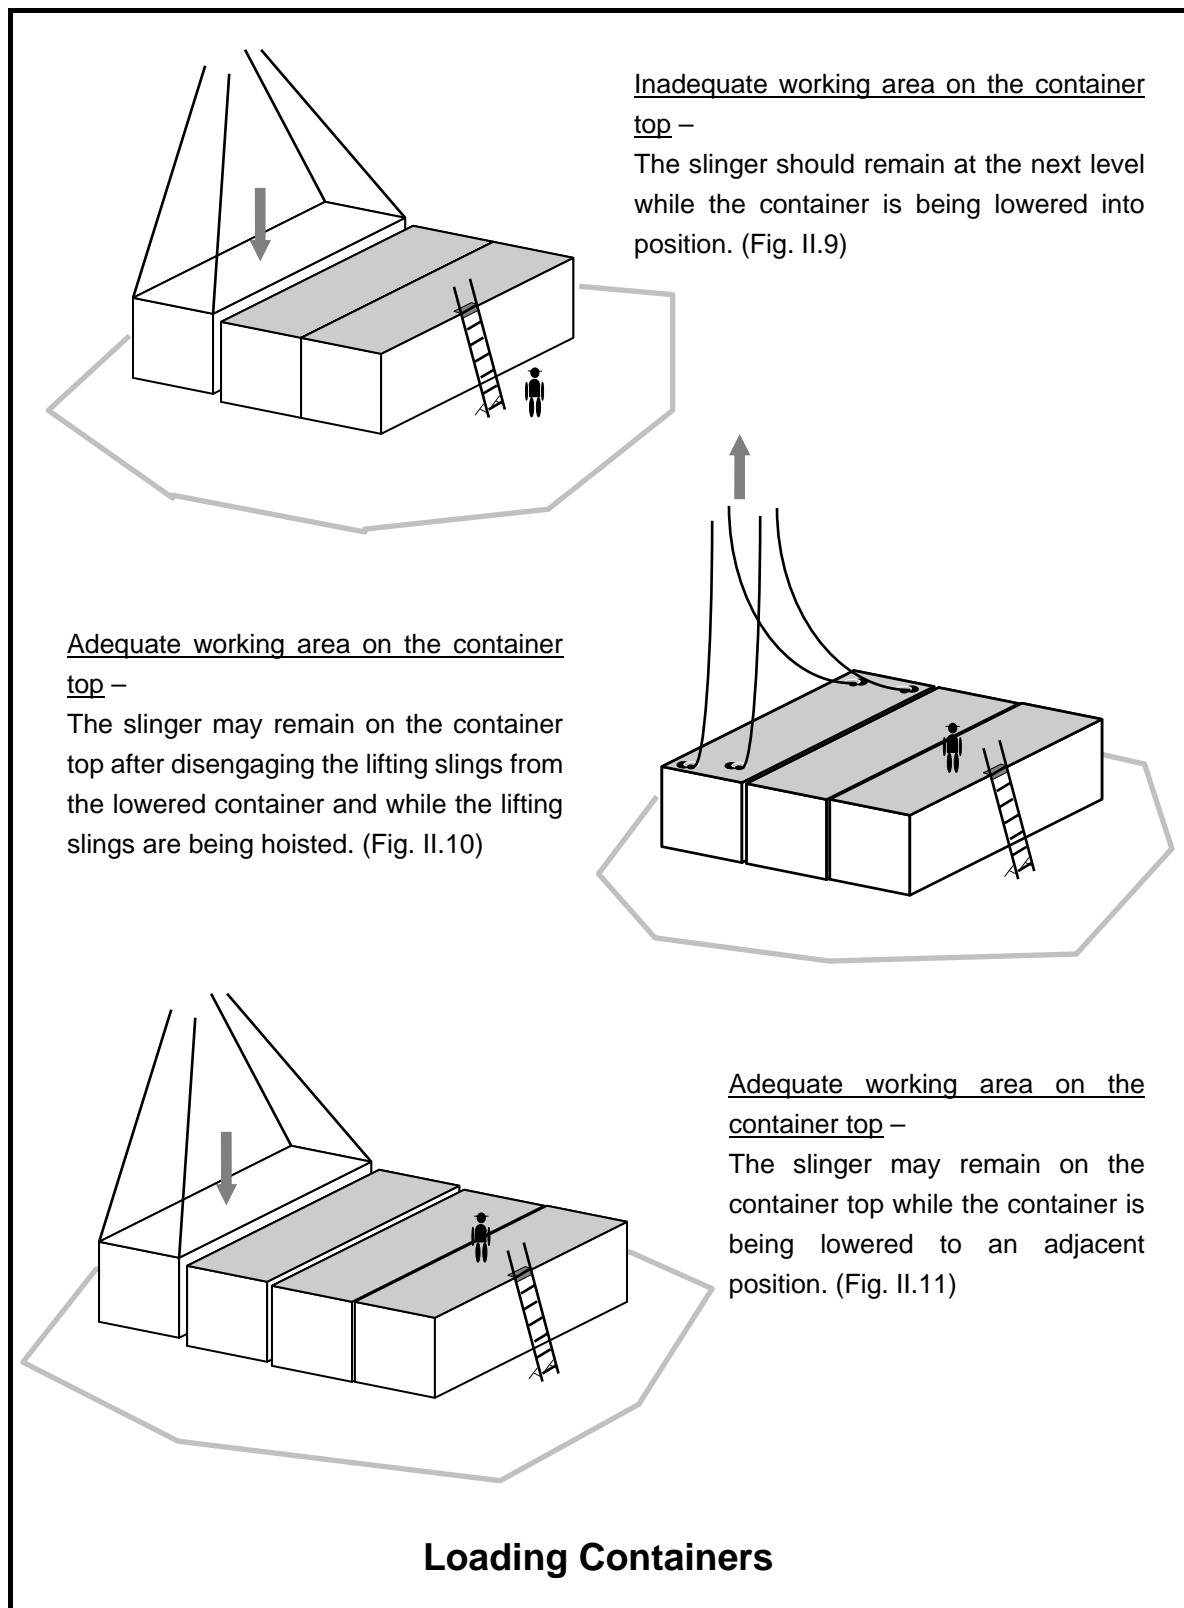 Inadequate working area on the container
top –
The slinger should remain at the next level
while the container is being lowered into
position. (Fig. II.9)
Adequate working area on the container
top –
The slinger may remain on the container
top after disengaging the lifting slings from
the lowered container and while the lifting
slings are being hoisted. (Fig. II.10)
Adequate working area on the
container top –
The slinger may remain on the
container top while the container is
being lowered to an adjacent
position. (Fig. II.11)
Loading Containers